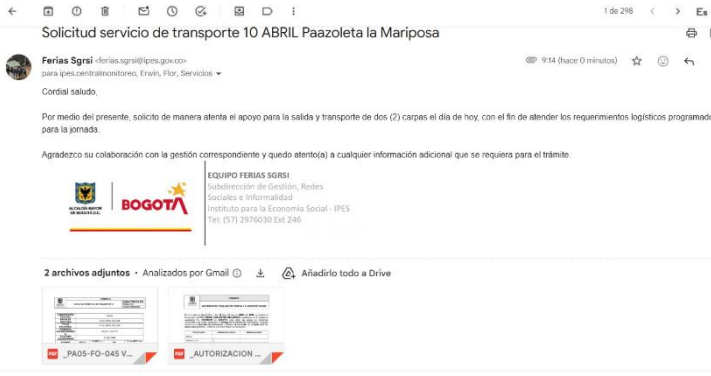 1 de 298
Es
Solicitud servicio de transporte 10 ABRIL Paazoleta la Mariposa
Ferias Sgrsi <ferias.sgrsi@ipes.gov.co>
9:14 (hace 0 minutos)
para ipes.centralmonitoreo, Erwin, Flor, Servicios
Cordial saludo,
Por medio del presente, solicito de manera atenta el apoyo para la salida y transporte de dos (2) carpas el día de hoy, con el fin de atender los requerimientos logísticos programado
para la jornada.
Agradezco su colaboración con la gestión correspondiente y quedo atento(a) a cualquier información adicional que se requiera para el trámite.
ALCALDÍA MAYOR
DE BOGOTÁ D.C.
BOGOTÁ
EQUIPO FERIAS SGRSI
Subdirección de Gestión, Redes
Sociales e Informalidad
Instituto para la Economía Social - IPES
Tel: (57) 2976030 Ext 246
2 archivos adjuntos • Analizados por Gmail
Añadirlo todo a Drive
PDF _PA05-FO-045 V...
PDF _AUTORIZACION ...